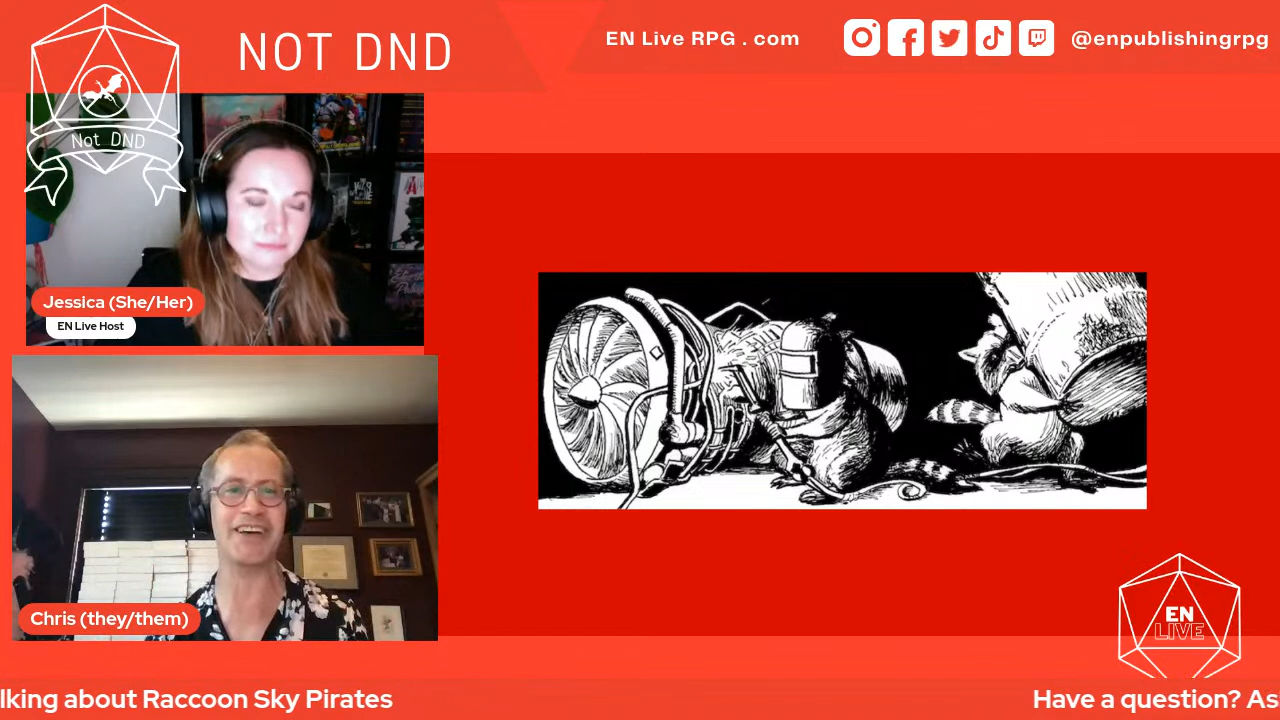 NOT DND
EN Live RPG . com
@enpublishingrpg
Not DND
Jessica (She/Her)
EN Live Host
Chris (they/them)
EN
LIVE
lking about Raccoon Sky Pirates
Have a question? As